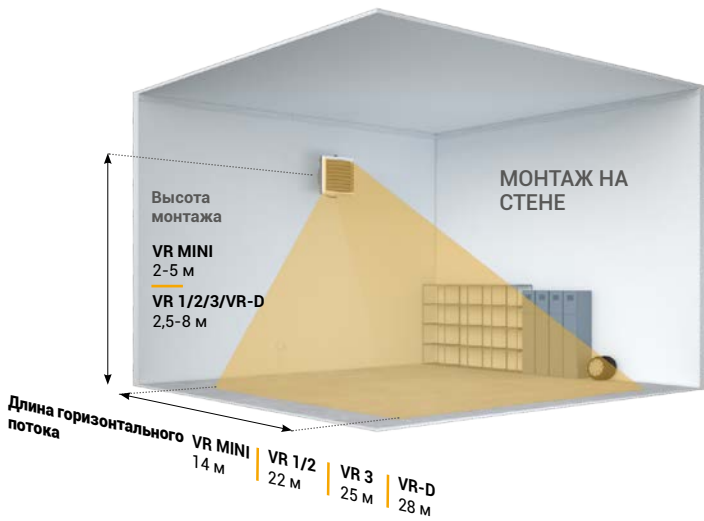 МОНТАЖ НА
СТЕНЕ
Высота
монтажа
VR MINI
2-5 м
VR 1/2/3/VR-D
2,5-8 м
Длина горизонтального
потока
VR MINI
14 м
VR 1/2
22 м
VR 3
25 м
VR-D
28 м